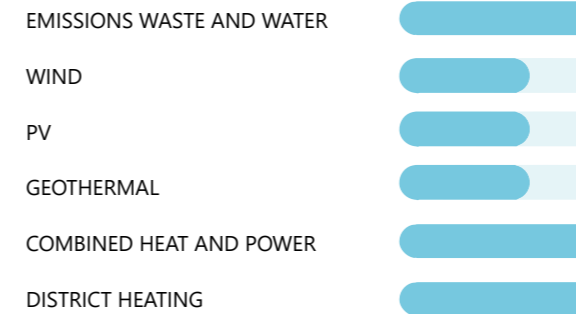 EMISSIONS WASTE AND WATER
WIND
PV
GEOTHERMAL
COMBINED HEAT AND POWER
DISTRICT HEATING